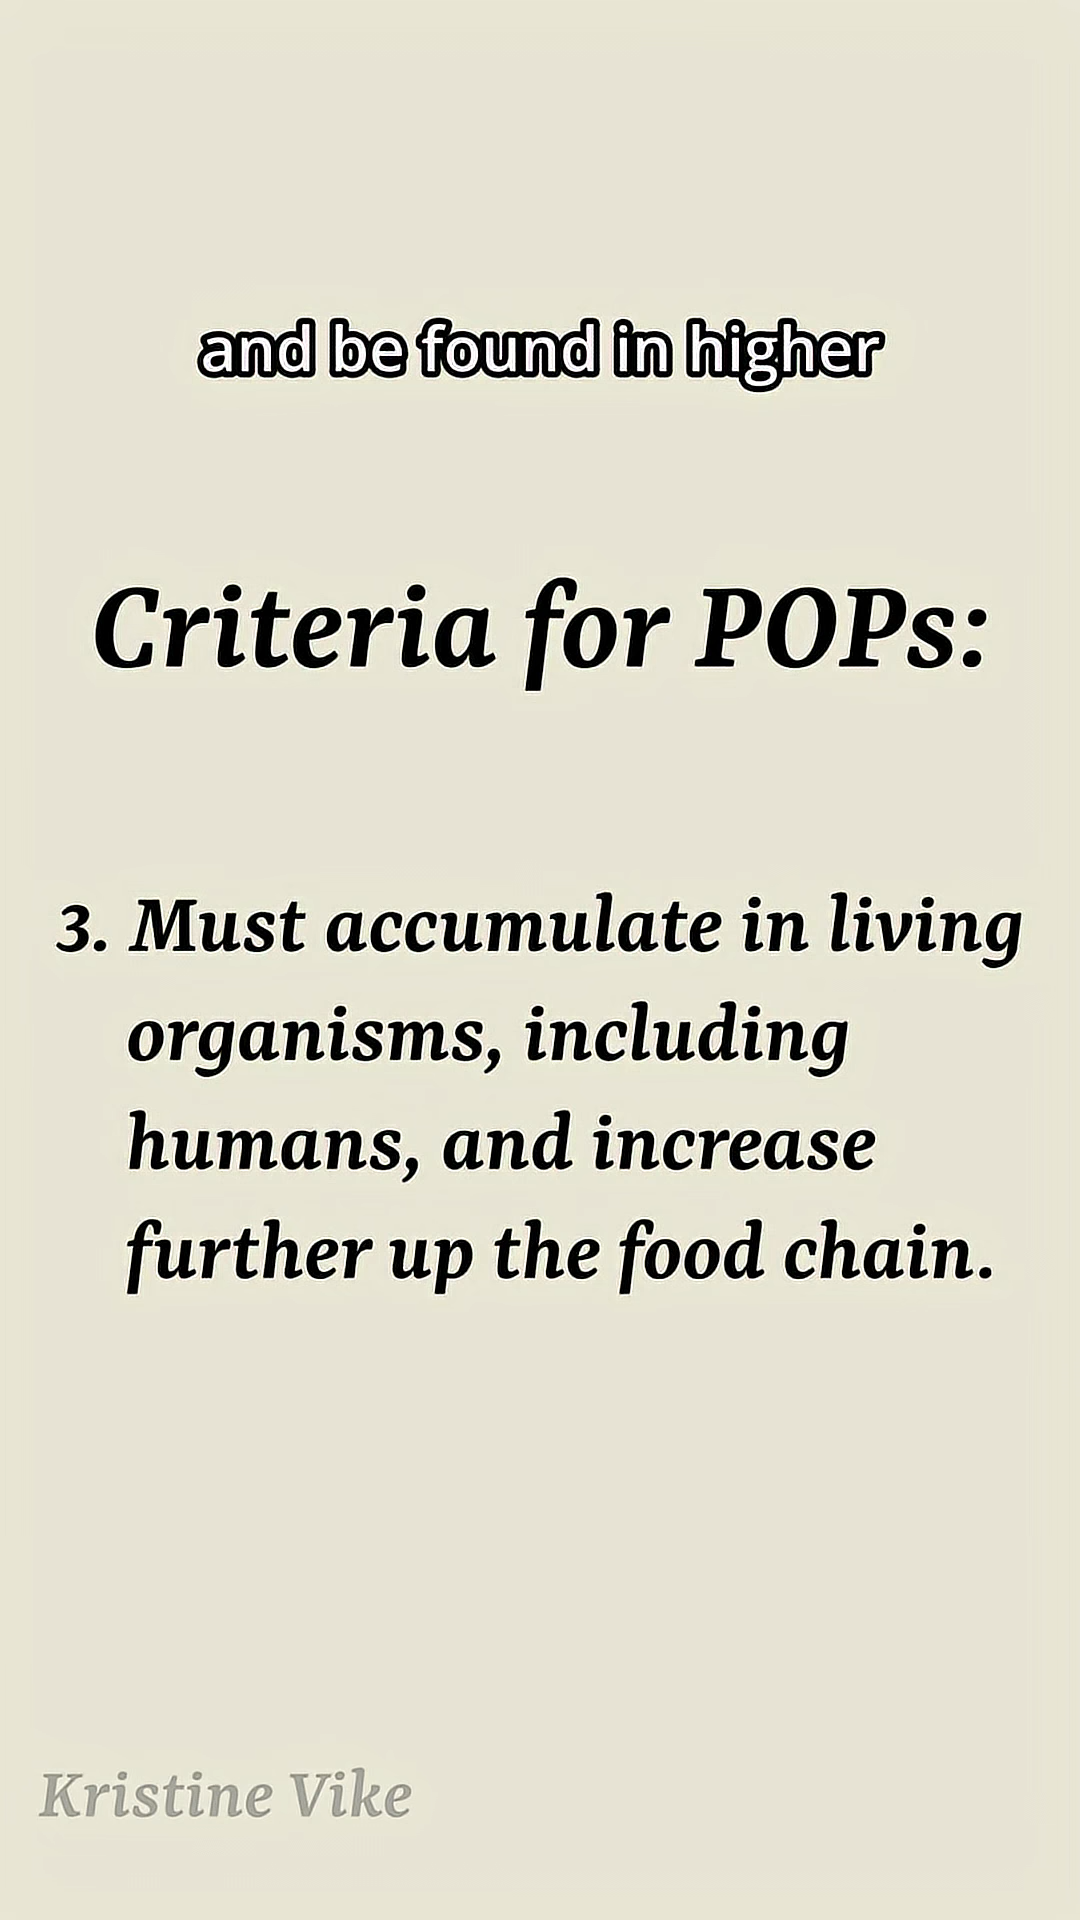 and be found in higher
Criteria for POPs:
3. Must accumulate in living
organisms, including
humans, and increase
further up the food chain.
Kristine Vike